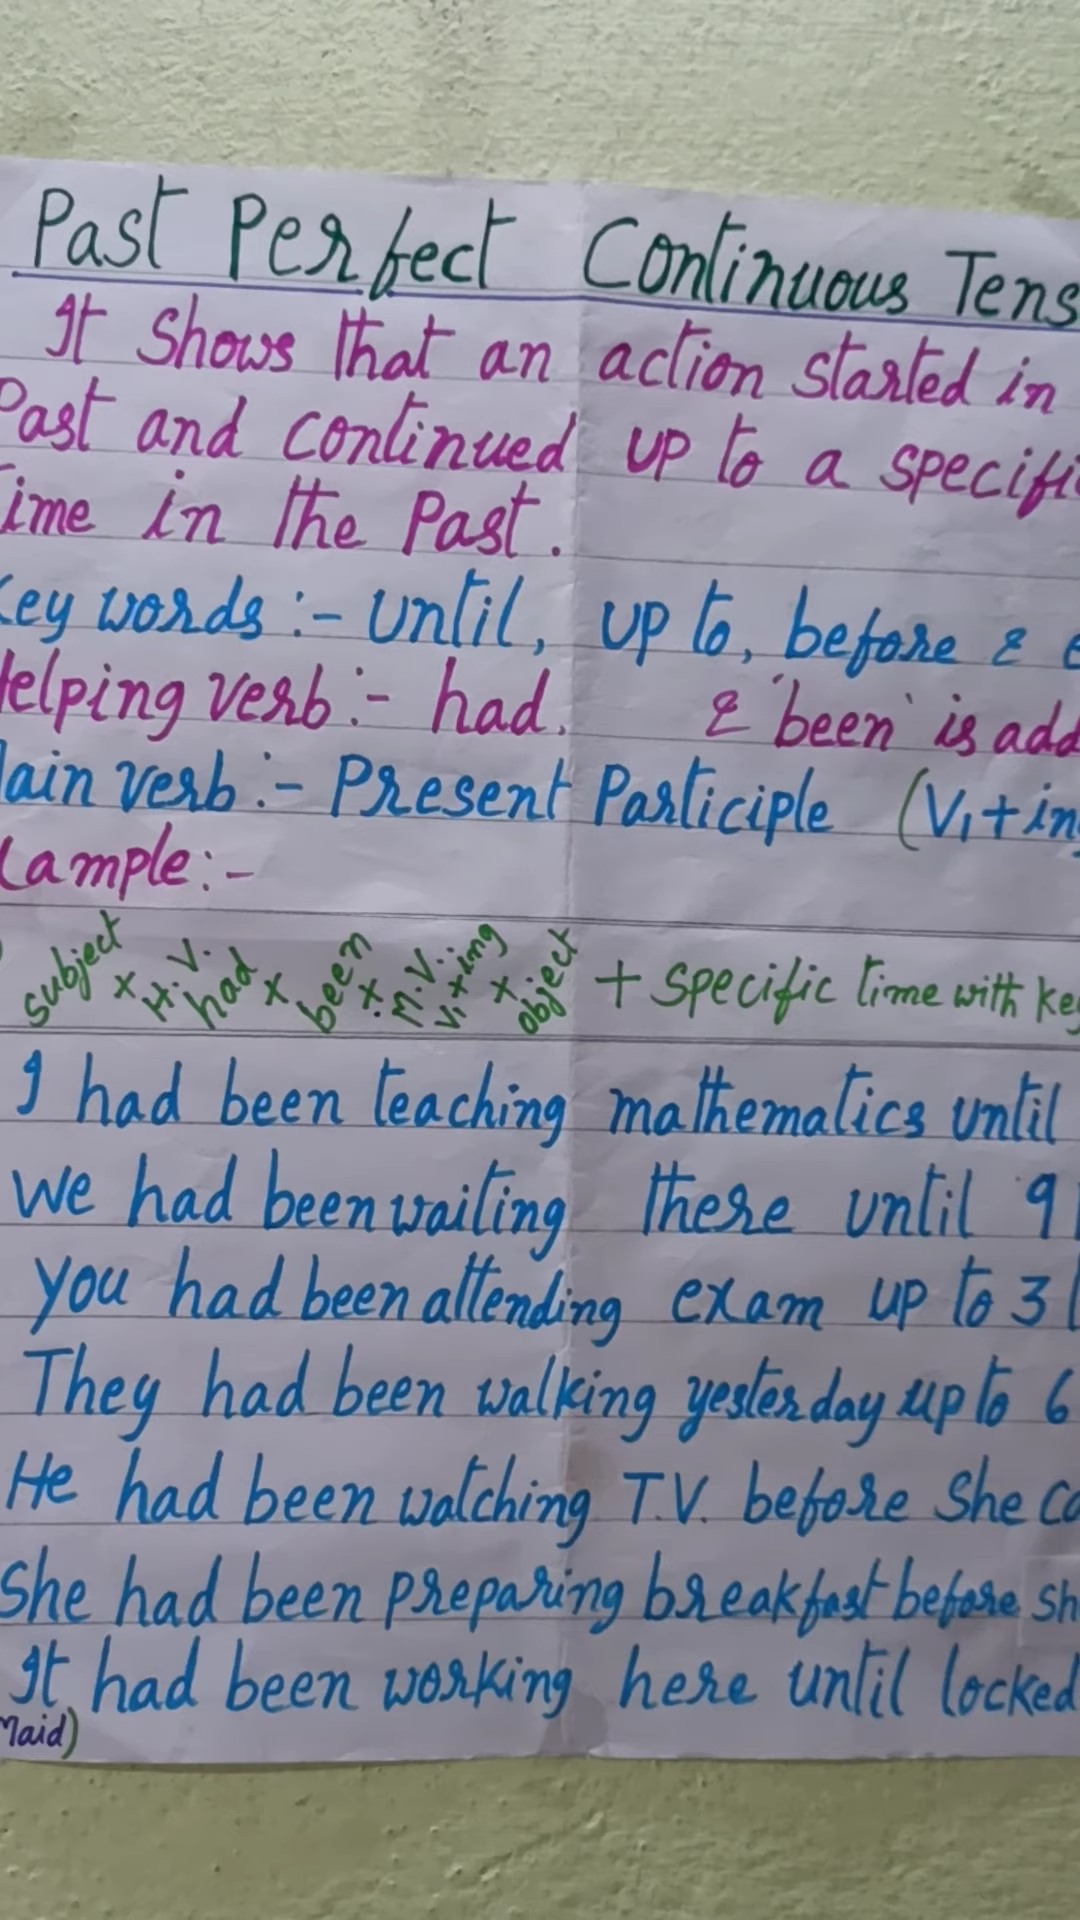 Past Perfect Continuous Tens
It shows that an action started in
Past and continued up to a specifi
ime in the Past.
ey words :- until, up to, before & e
elping verb :- had. & 'been' is add
ain verb :- Present Participle (V1+in
ample :-
subject x H.V. had x been x M.V. V1+ing x object + specific time with key
I had been teaching mathematics until
We had been waiting there until 9
You had been attending exam up to 3
They had been walking yesterday up to 6
He had been watching T.V. before she ca
She had been preparing breakfast before sh
It had been working here until locked
Maid)